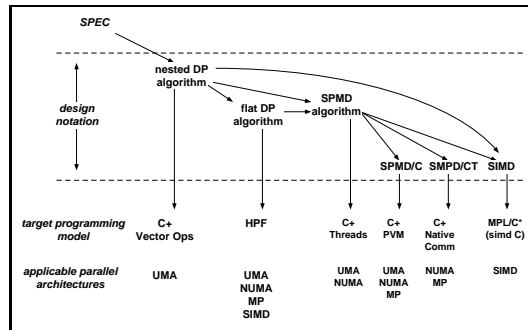 SPEC
nested DP
algorithm
design
notation
flat DP
algorithm
SPMD
algorithm
SPMD/C
SMPD/CT
SIMD
target programming
model
C+
Vector Ops
HPF
C+
Threads
C+
PVM
C+
Native
Comm
MPL/C*
(simd C)
applicable parallel
architectures
UMA
UMA
NUMA
MP
SIMD
UMA
NUMA
UMA
NUMA
MP
NUMA
MP
SIMD